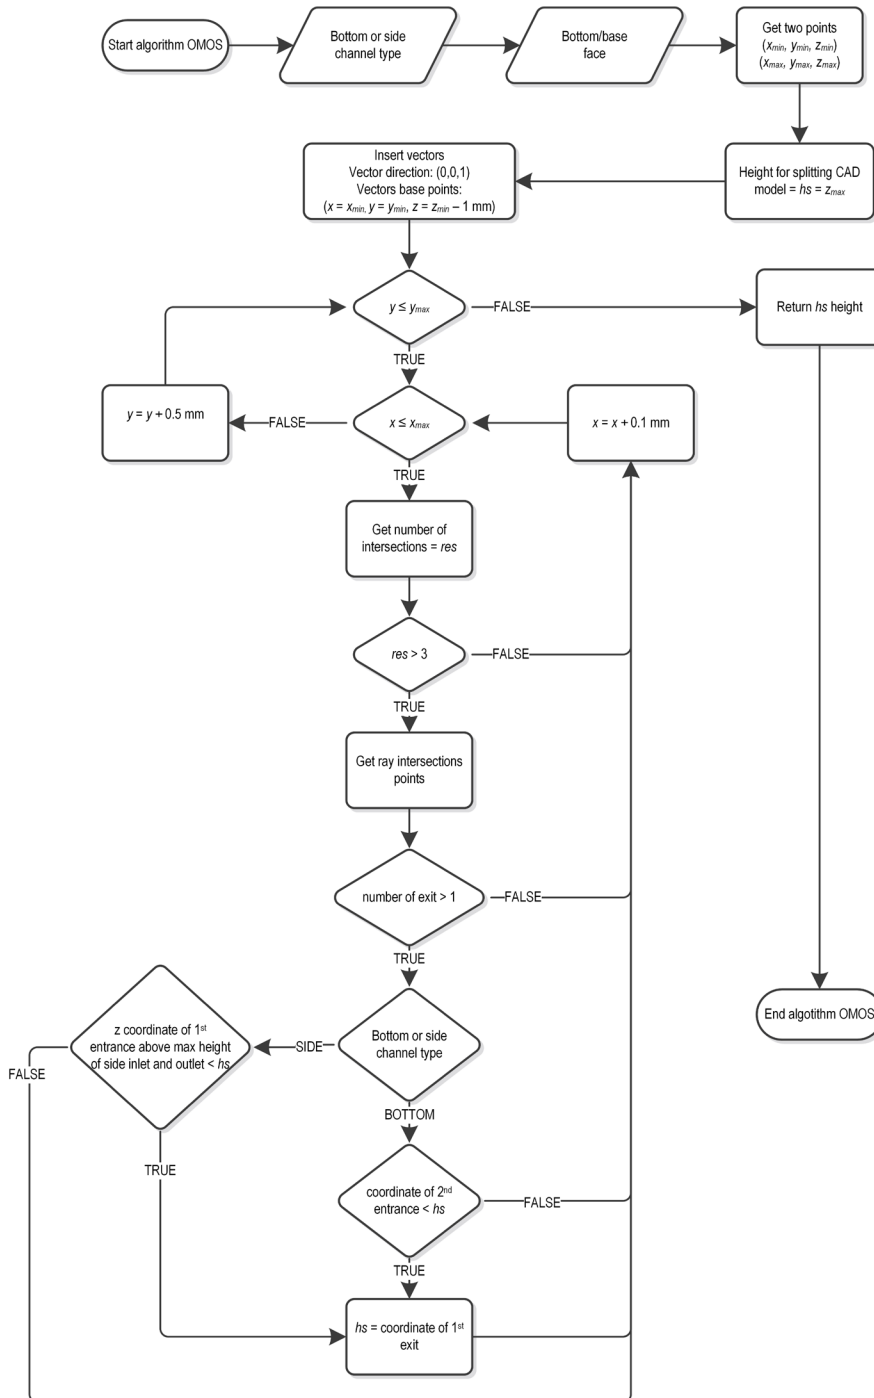 Start algorithm OMOS
Bottom or side
channel type
Bottom/base
face
Get two points
(xmin, ymin, zmin)
(xmax, ymax, zmax)
Insert vectors
Vector direction: (0,0,1)
Vectors base points:
(x = xmin, y = ymin, z = zmin – 1 mm)
Height for splitting CAD
model = hs = zmax
y ≤ ymax
FALSE
Return hs height
TRUE
y = y + 0.5 mm
FALSE
x ≤ xmax
x = x + 0.1 mm
TRUE
Get number of
intersections = res
res > 3
FALSE
TRUE
Get ray intersections
points
number of exit > 1
FALSE
TRUE
End algotithm OMOS
z coordinate of 1st
entrance above max height
of side inlet and outlet < hs
SIDE
Bottom or side
channel type
FALSE
BOTTOM
TRUE
coordinate of 2nd
entrance < hs
FALSE
TRUE
hs = coordinate of 1st
exit